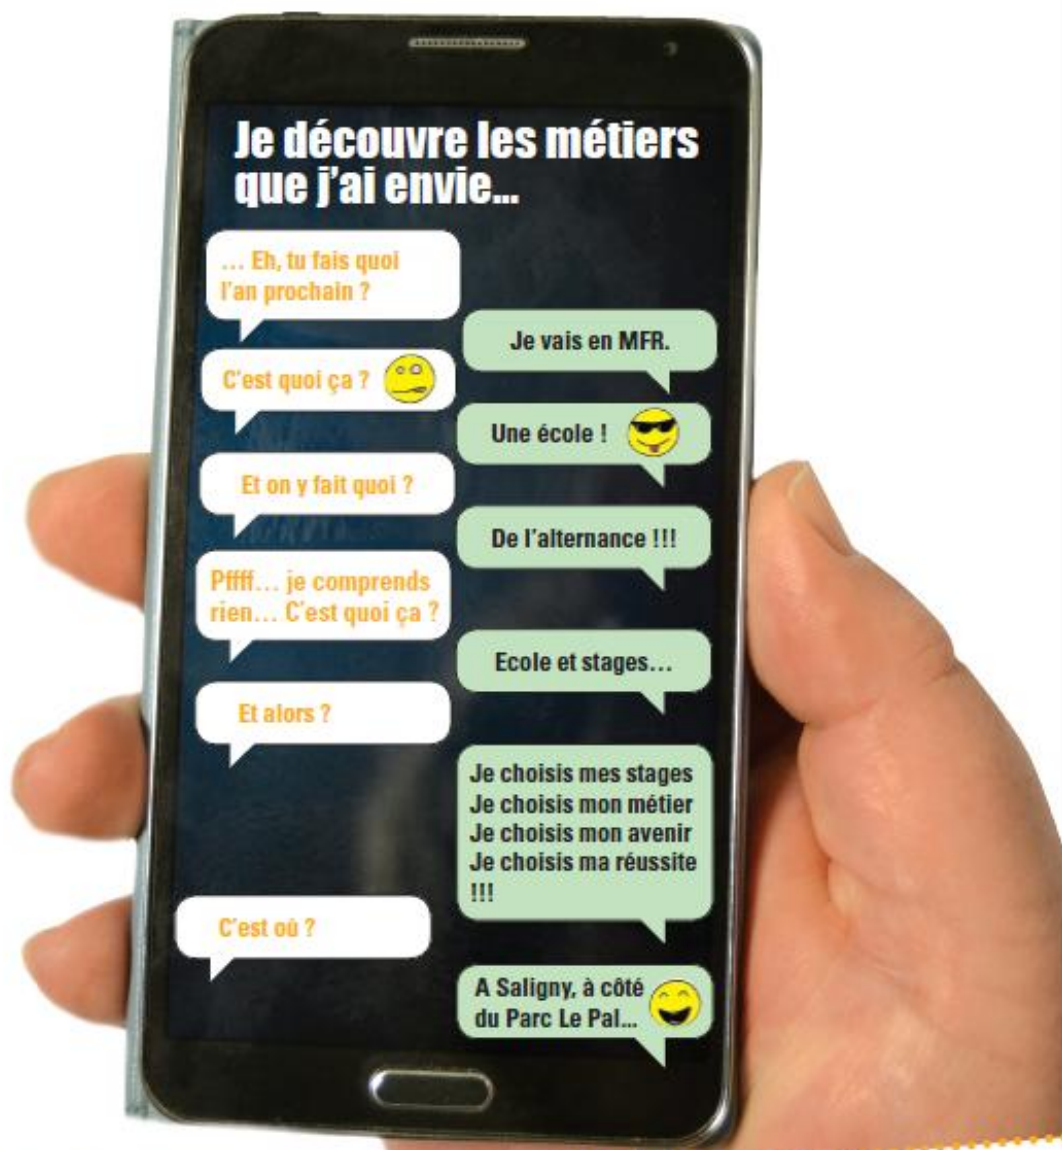 Je découvre les métiers
que j'ai envie...
... Eh, tu fais quoi
l'an prochain ?
Je vais en MFR.
C'est quoi ça ?
Une école !
Et on y fait quoi ?
De l'alternance !!!
Pffff... je comprends
rien... C'est quoi ça ?
Ecole et stages...
Et alors ?
Je choisis mes stages
Je choisis mon métier
Je choisis mon avenir
Je choisis ma réussite
!!!
C'est où ?
A Saligny, à côté
du Parc Le Pal...